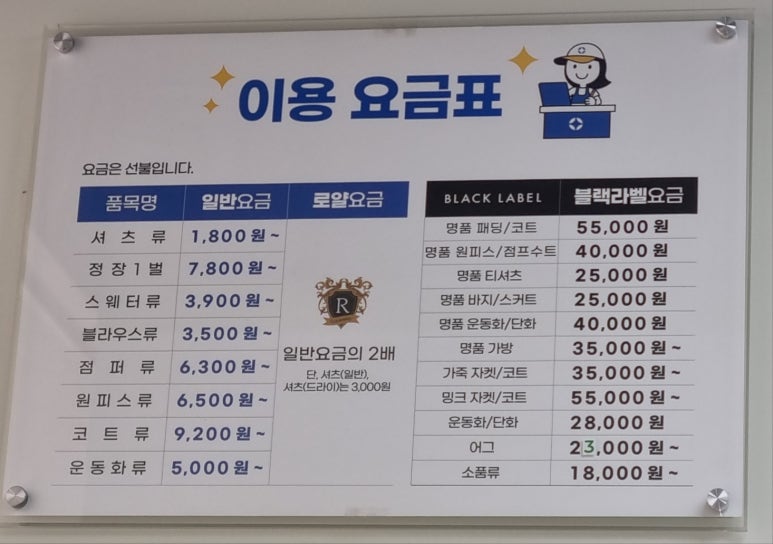 이용 요금표
요금은 선불입니다.
품목명 일반요금 로얄요금
셔츠류 1,800원~
정장1벌 7,800원~
스웨터류 3,900원~
블라우스류 3,500원~
점퍼류 6,300원~
원피스류 6,500원~
코트류 9,200원~
운동화류 5,000원~
R
일반요금의 2배
단, 셔츠(일반),
셔츠(드라이)는 3,000원
BLACK LABEL 블랙라벨요금
명품 패딩/코트 55,000원
명품 원피스/점프수트 40,000원
명품 티셔츠 25,000원
명품 바지/스커트 25,000원
명품 운동화/단화 40,000원
명품 가방 35,000원~
가죽 자켓/코트 35,000원~
밍크 자켓/코트 55,000원~
운동화/단화 28,000원
어그 23,000원~
소품류 18,000원~